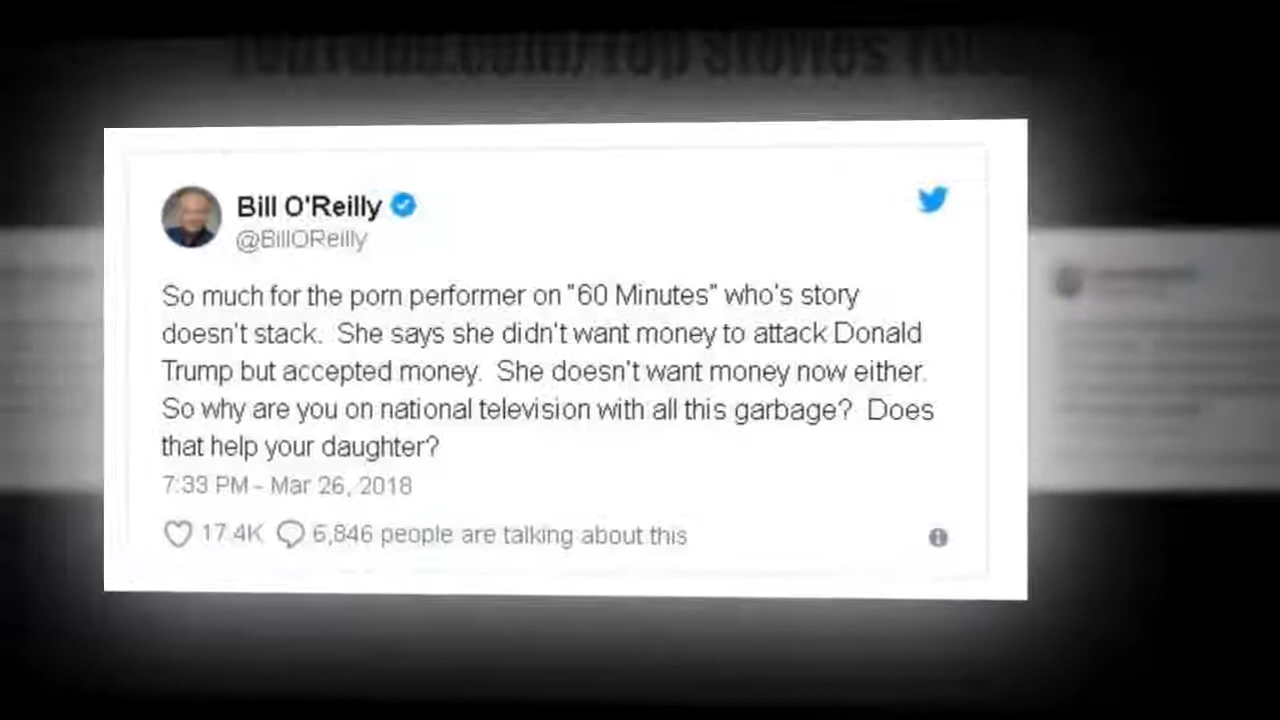 Bill O'Reilly
@BillOReilly
So much for the porn performer on "60 Minutes" who's story
doesn't stack. She says she didn't want money to attack Donald
Trump but accepted money. She doesn't want money now either.
So why are you on national television with all this garbage? Does
that help your daughter?
7:33 PM - Mar 26, 2018
17.4K 6,846 people are talking about this